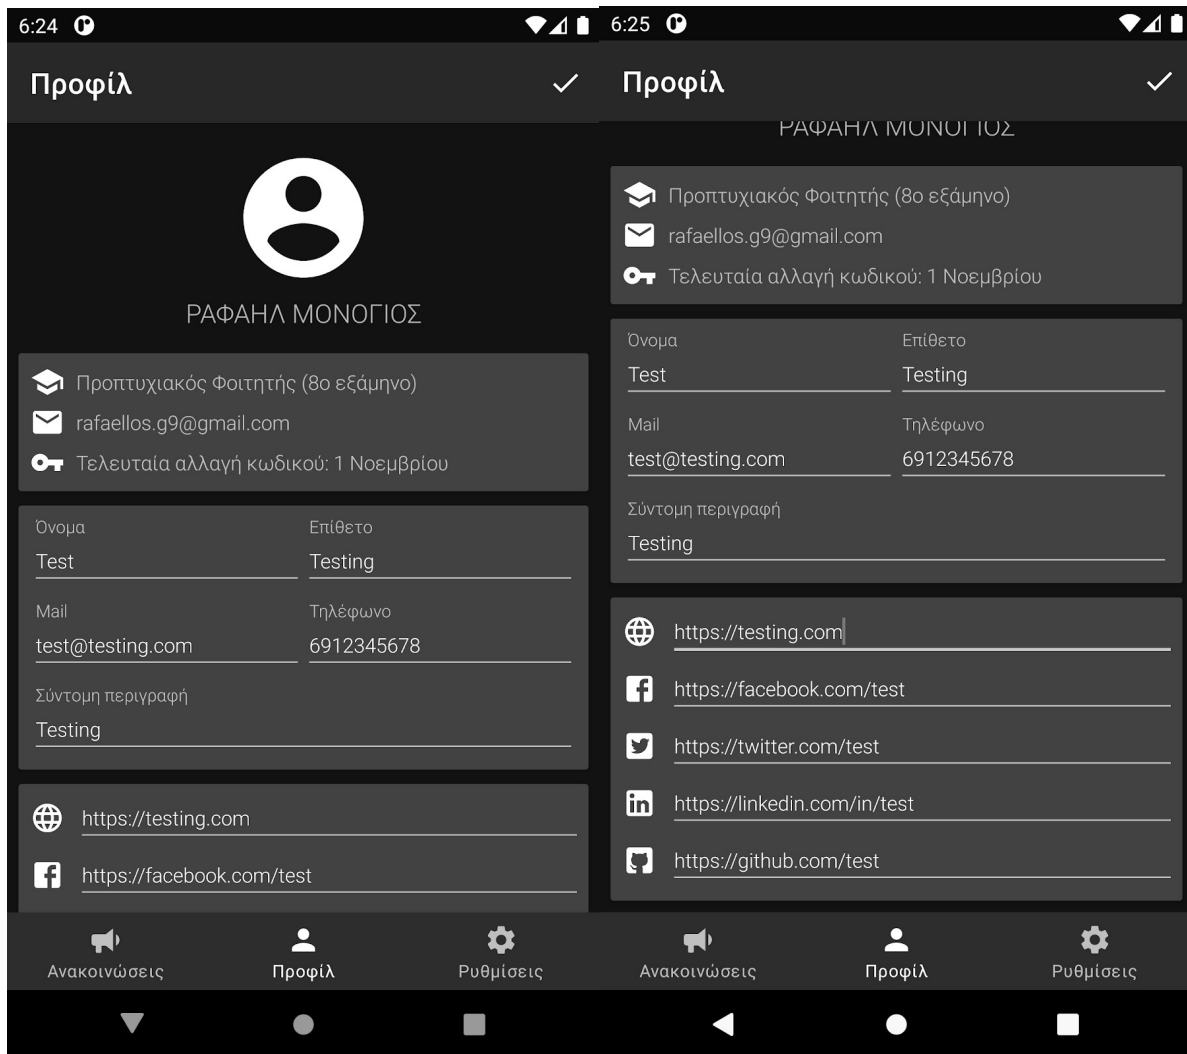 6:24
Προφίλ
ΡΑΦΑΗΛ ΜΟΝΟΓΙΟΣ
Προπτυχιακός Φοιτητής (8ο εξάμηνο)
rafaellos.g9@gmail.com
Τελευταία αλλαγή κωδικού: 1 Νοεμβρίου
Όνομα
Επίθετο
Test
Testing
Mail
Τηλέφωνο
test@testing.com
6912345678
Σύντομη περιγραφή
Testing
https://testing.com
https://facebook.com/test
Ανακοινώσεις
Προφίλ
Ρυθμίσεις
6:25
Προφίλ
ΡΑΦΑΗΛ ΜΟΝΟΓΙΟΣ
Προπτυχιακός Φοιτητής (8ο εξάμηνο)
rafaellos.g9@gmail.com
Τελευταία αλλαγή κωδικού: 1 Νοεμβρίου
Όνομα
Επίθετο
Test
Testing
Mail
Τηλέφωνο
test@testing.com
6912345678
Σύντομη περιγραφή
Testing
https://testing.com
https://facebook.com/test
https://twitter.com/test
https://linkedin.com/in/test
https://github.com/test
Ανακοινώσεις
Προφίλ
Ρυθμίσεις